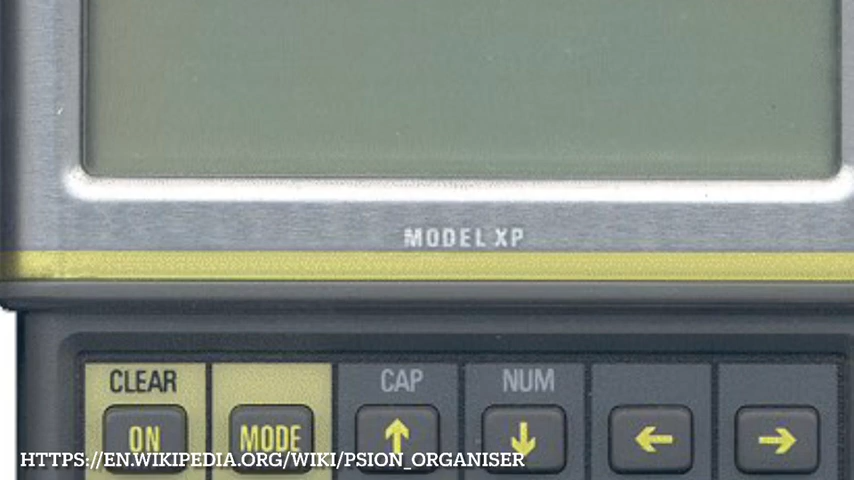 MODEL XP
CLEAR CAP NUM
ON MODE ↑ ↓ ← →
HTTPS://EN.WIKIPEDIA.ORG/WIKI/PSION_ORGANISER